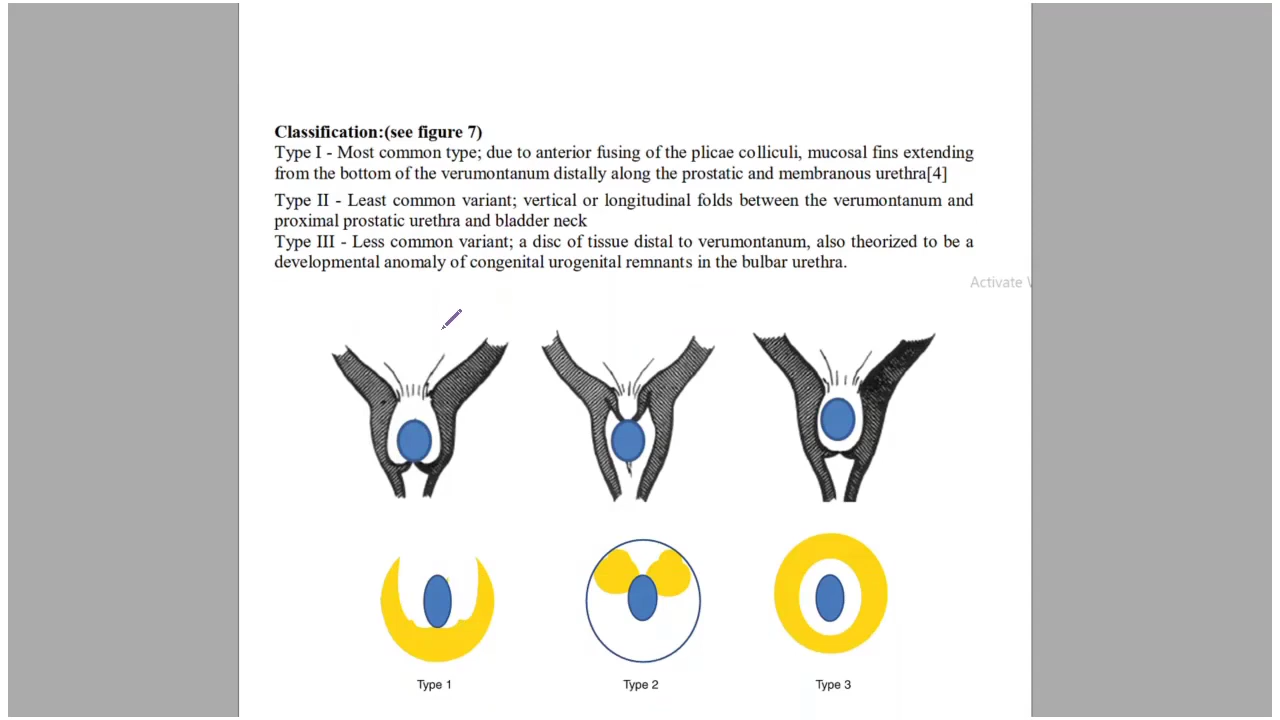 Classification:(see figure 7)
Type I - Most common type; due to anterior fusing of the plicae colliculi, mucosal fins extending
from the bottom of the verumontanum distally along the prostatic and membranous urethra[4]
Type II - Least common variant; vertical or longitudinal folds between the verumontanum and
proximal prostatic urethra and bladder neck
Type III - Less common variant; a disc of tissue distal to verumontanum, also theorized to be a
developmental anomaly of congenital urogenital remnants in the bulbar urethra.
Activate
Type 1
Type 2
Type 3